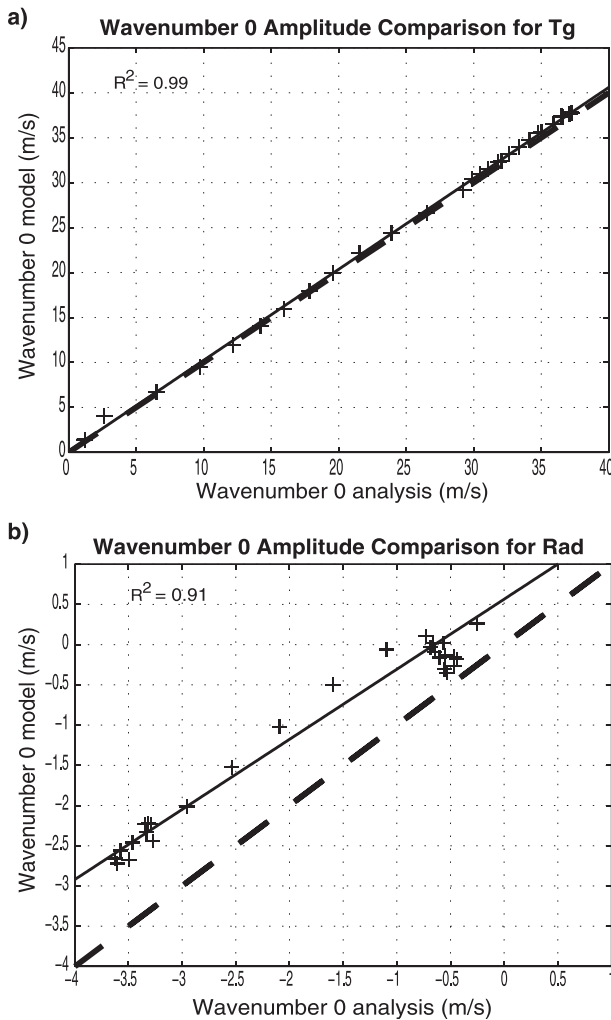 a)
Wavenumber 0 Amplitude Comparison for Tg
45
40
35
30
25
20
15
10
5
0
R2 = 0.99
Wavenumber 0 model (m/s)
0 5 10 15 20 25 30 35 40
Wavenumber 0 analysis (m/s)
b)
Wavenumber 0 Amplitude Comparison for Rad
1
0.5
0
−0.5
−1
−1.5
−2
−2.5
−3
−3.5
−4
R2 = 0.91
Wavenumber 0 model (m/s)
−4 −3.5 −3 −2.5 −2 −1.5 −1 −0.5 0 0.5 1
Wavenumber 0 analysis (m/s)